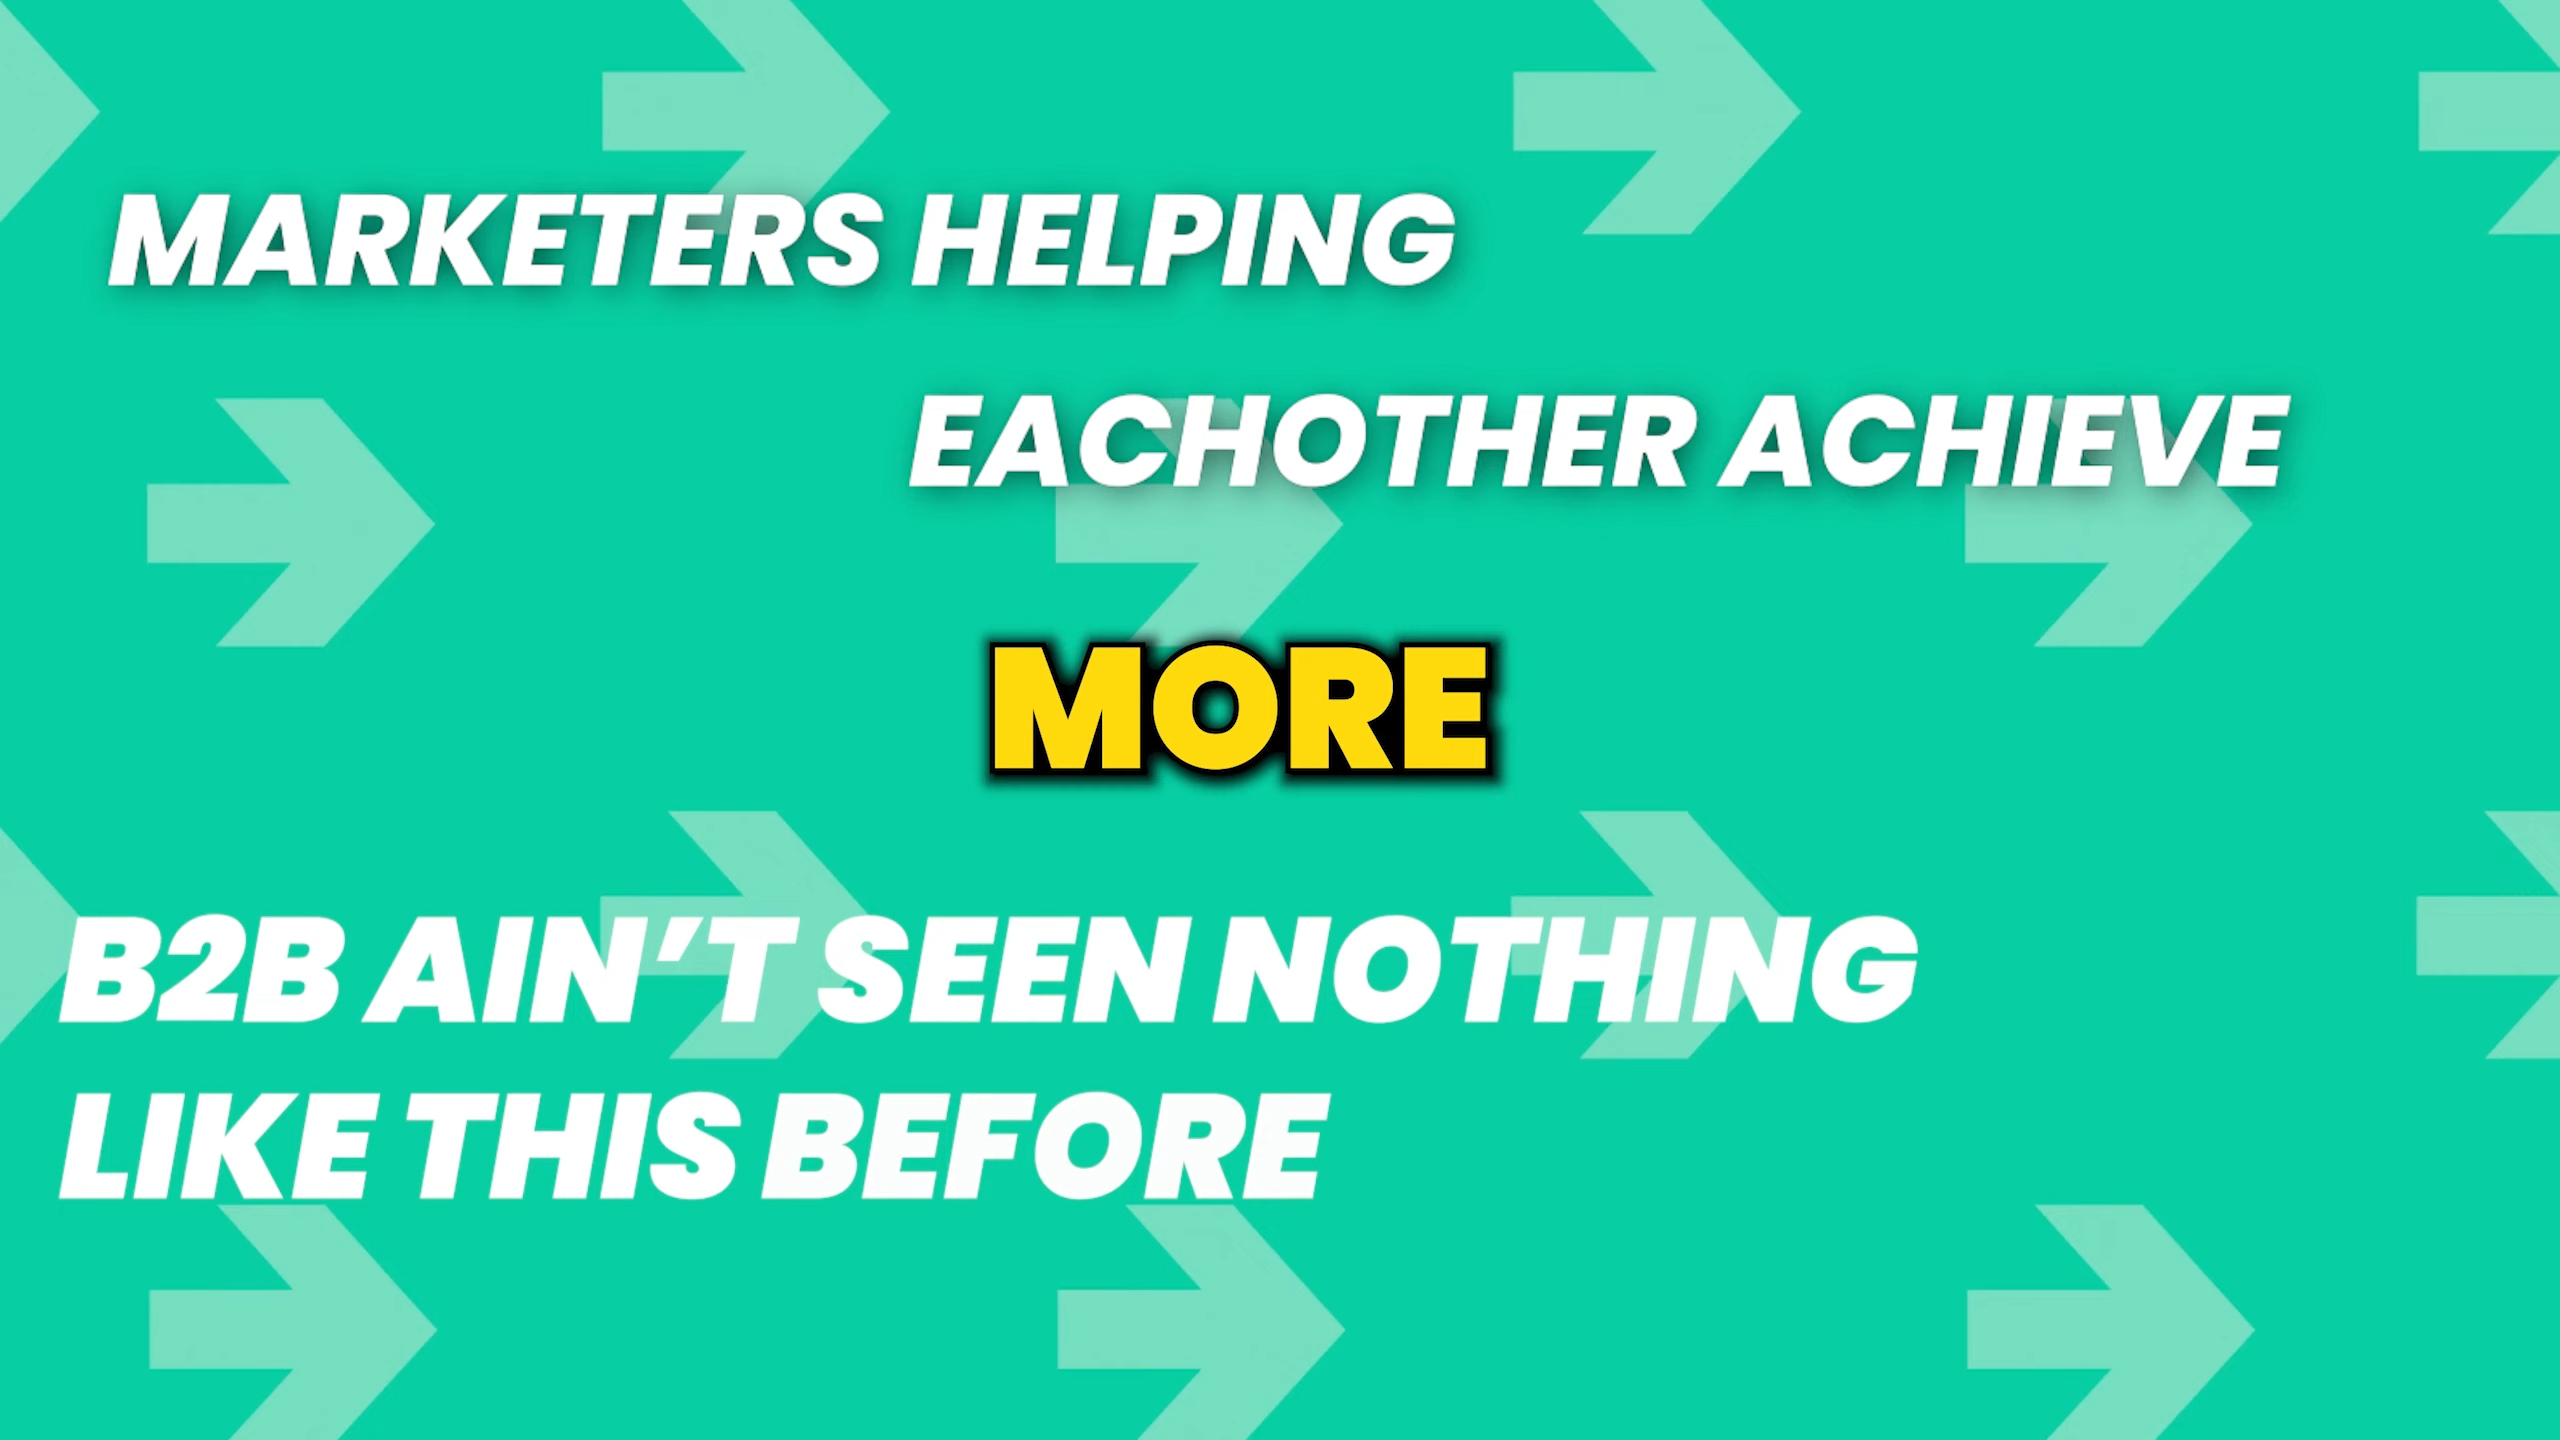 MARKETERS HELPING
EACHOTHER ACHIEVE
MORE
B2B AIN’T SEEN NOTHING
LIKE THIS BEFORE